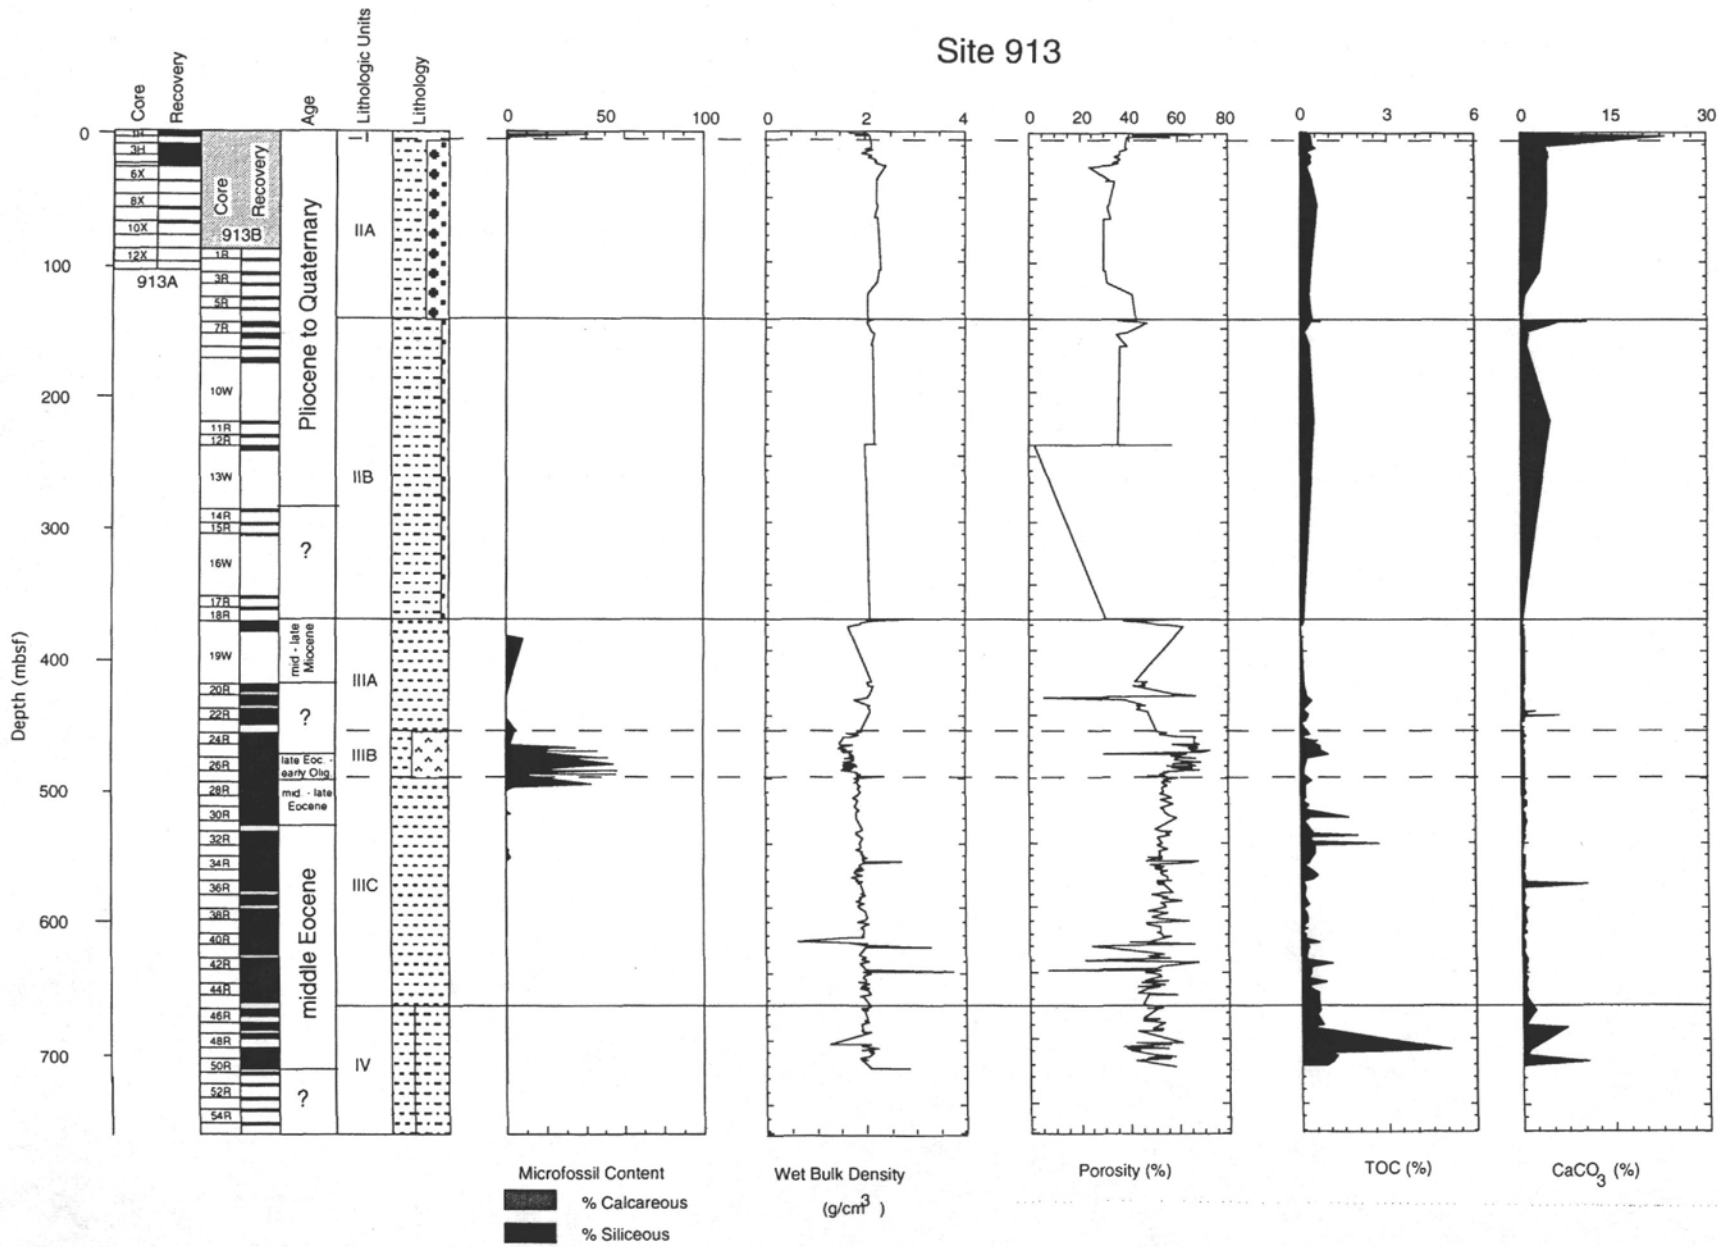 Site 913
Core
Recovery
Age
Lithologic Units
Lithology
0 50 100
0 2 4
0 20 40 60 80
0 3 6
0 15 30
0
100
200
300
400
500
600
700
Depth (mbsf)
1H
3H
6X
8X
10X
12X
913A
Core
Recovery
913B
1R
3R
5R
7R
10W
11R
12R
13W
14R
15R
16W
17R
18R
19W
20R
22R
24R
26R
28R
30R
32R
34R
36R
38R
40R
42R
44R
46R
48R
50R
52R
54R
Pliocene to Quaternary
?
mid - late
Miocene
?
late Eoc. -
early Olig.
mid. - late
Eocene
middle Eocene
?
I
IIA
IIB
IIIA
IIIB
IIIC
IV
Microfossil Content
% Calcareous
% Siliceous
Wet Bulk Density
(g/cm3 )
Porosity (%)
TOC (%)
CaCO3 (%)